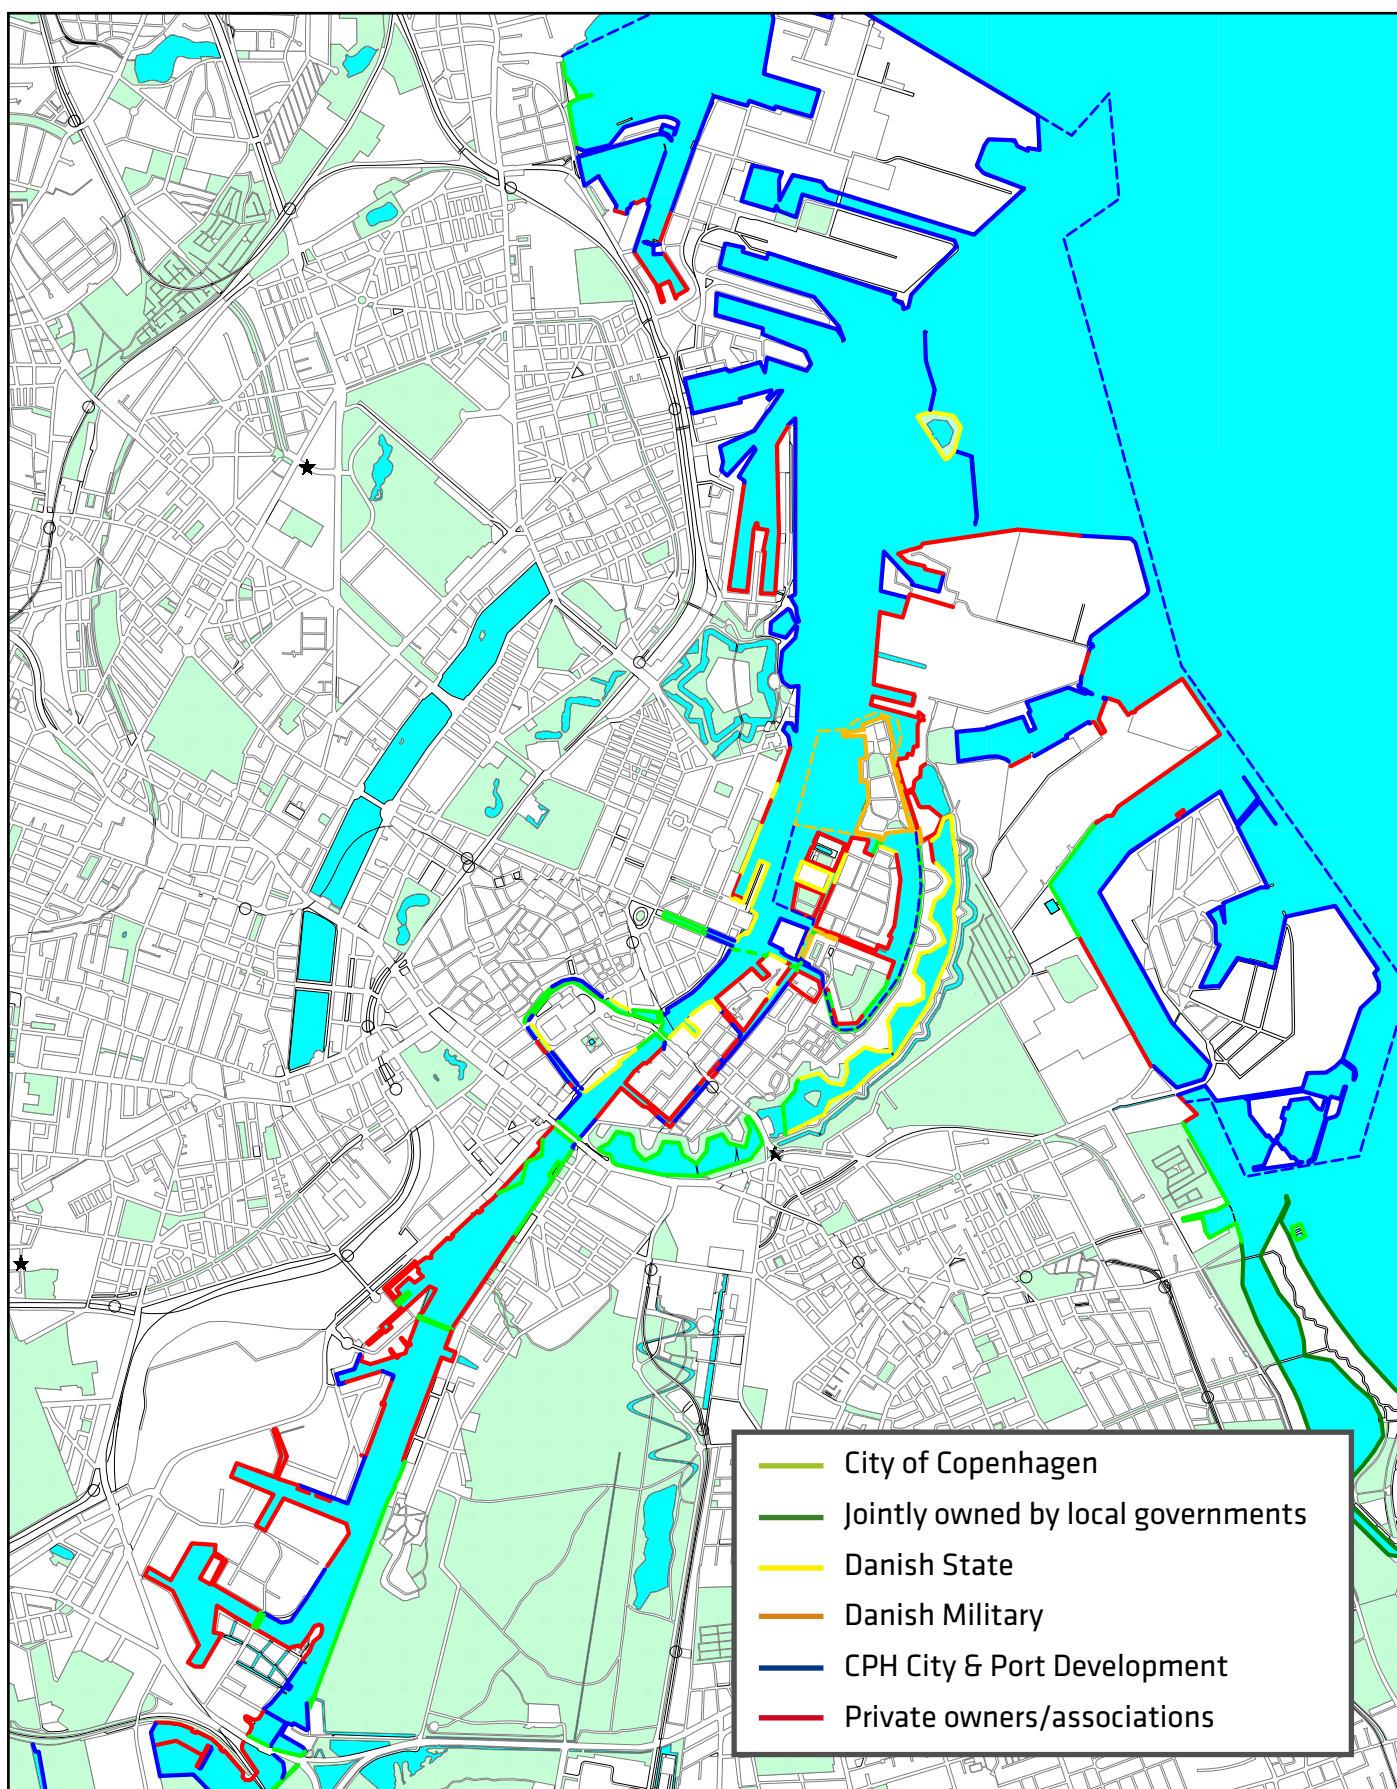 City of Copenhagen
Jointly owned by local governments
Danish State
Danish Military
CPH City & Port Development
Private owners/associations